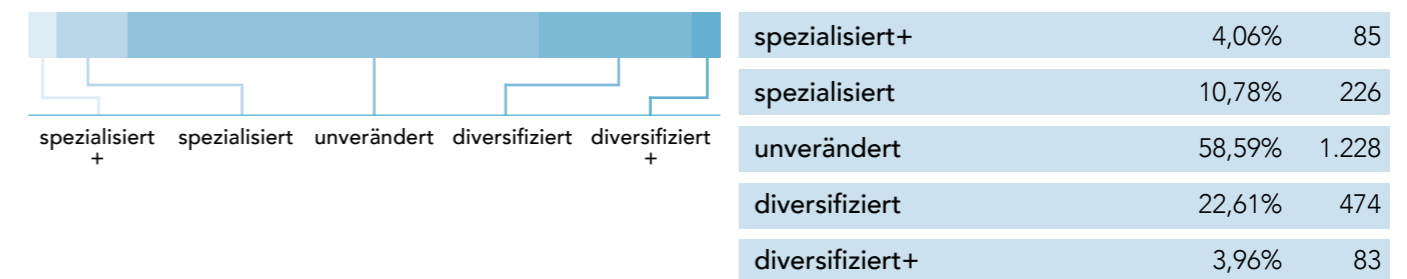 spezialisiert spezialisiert unverändert diversifiziert diversifiziert
+ +
spezialisiert+ 4,06% 85
spezialisiert 10,78% 226
unverändert 58,59% 1.228
diversifiziert 22,61% 474
diversifiziert+ 3,96% 83